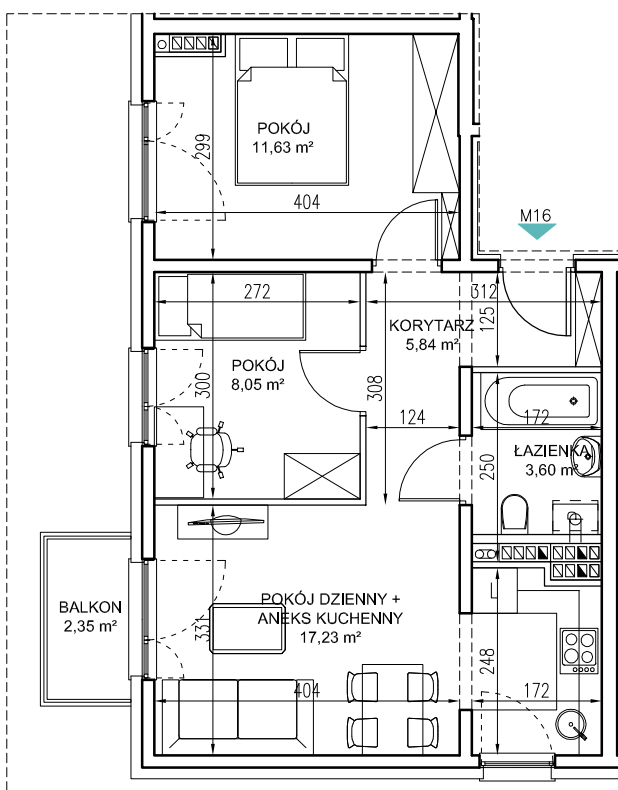 POKÓJ
11,63 m²
299
404
M16
272
312
KORYTARZ
5,84 m²
125
POKÓJ
8,05 m²
300
308
124
172
ŁAZIENKA
3,60 m²
250
BALKON
2,35 m²
POKÓJ DZIENNY +
ANEKS KUCHENNY
17,23 m²
331
L
248
404
172